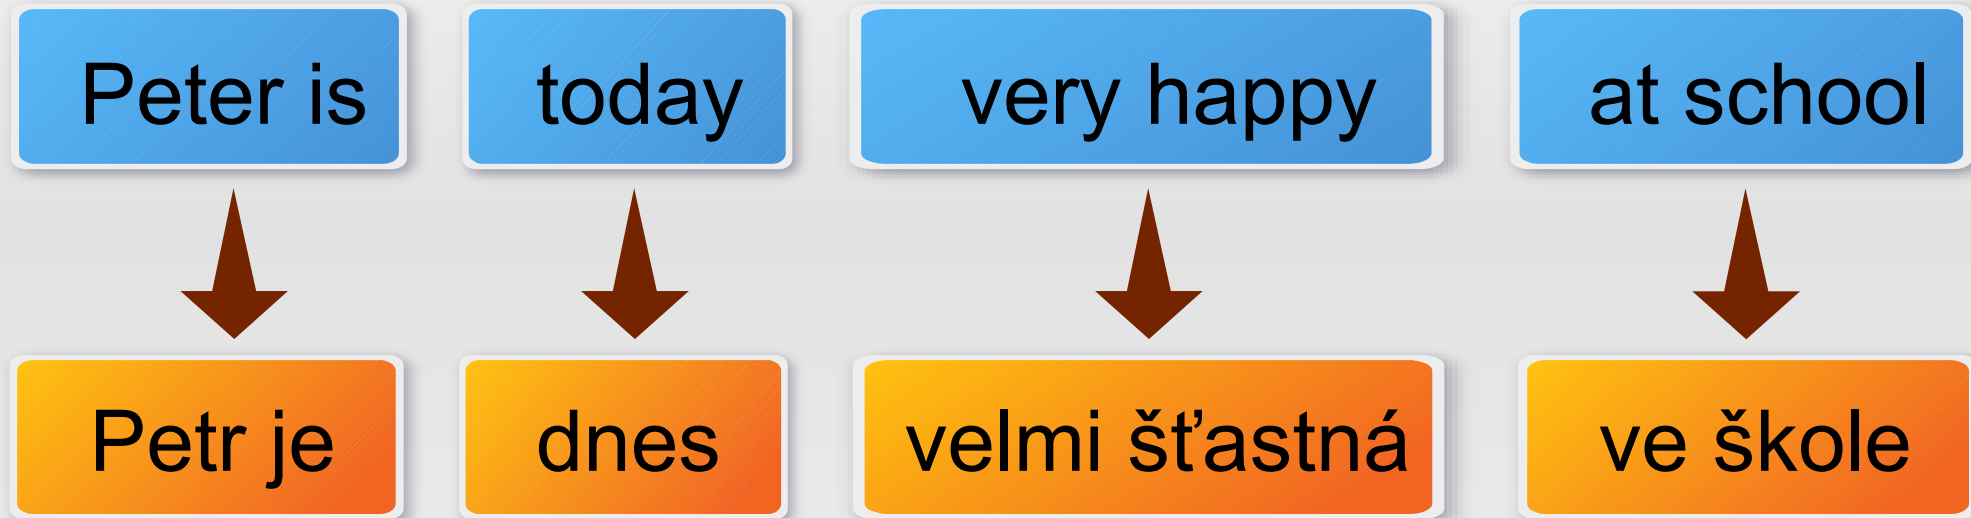 Peter is today very happy at school
Petr je dnes velmi šťastná ve škole